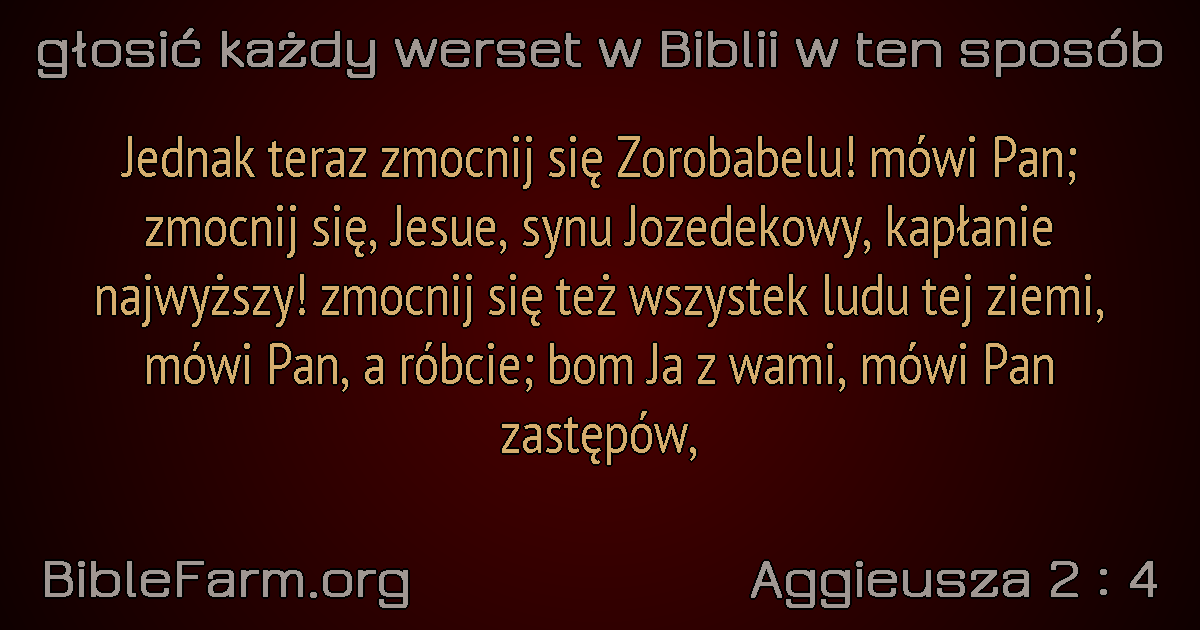 głosić każdy werset w Biblii w ten sposób
Jednak teraz zmocnij się Zorobabelu! mówi Pan;
zmocnij się, Jesue, synu Jozedekowy, kapłanie
najwyższy! zmocnij się też wszystek ludu tej ziemi,
mówi Pan, a róbcie; bom Ja z wami, mówi Pan
zastępów,
BibleFarm.org
Aggieusza 2 : 4